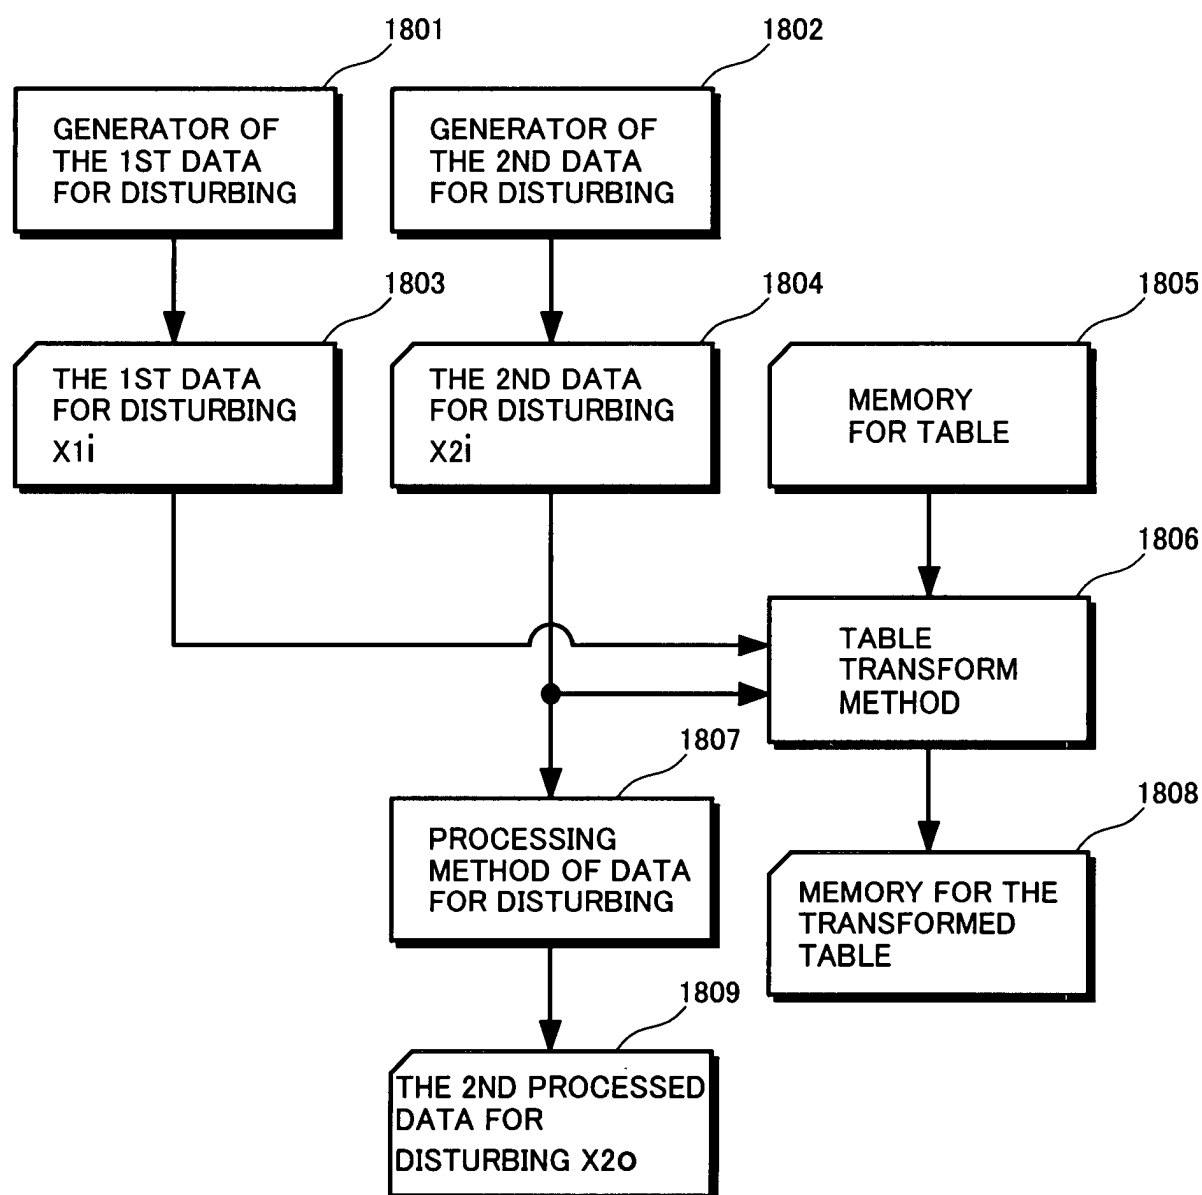 1801
1802
GENERATOR OF
THE 1ST DATA
FOR DISTURBING
GENERATOR OF
THE 2ND DATA
FOR DISTURBING
1803
1804
1805
THE 1ST DATA
FOR DISTURBING
X1i
THE 2ND DATA
FOR DISTURBING
X2i
MEMORY
FOR TABLE
1806
TABLE
TRANSFORM
METHOD
1807
1808
PROCESSING
METHOD OF DATA
FOR DISTURBING
MEMORY FOR THE
TRANSFORMED
TABLE
1809
THE 2ND PROCESSED
DATA FOR
DISTURBING X2o